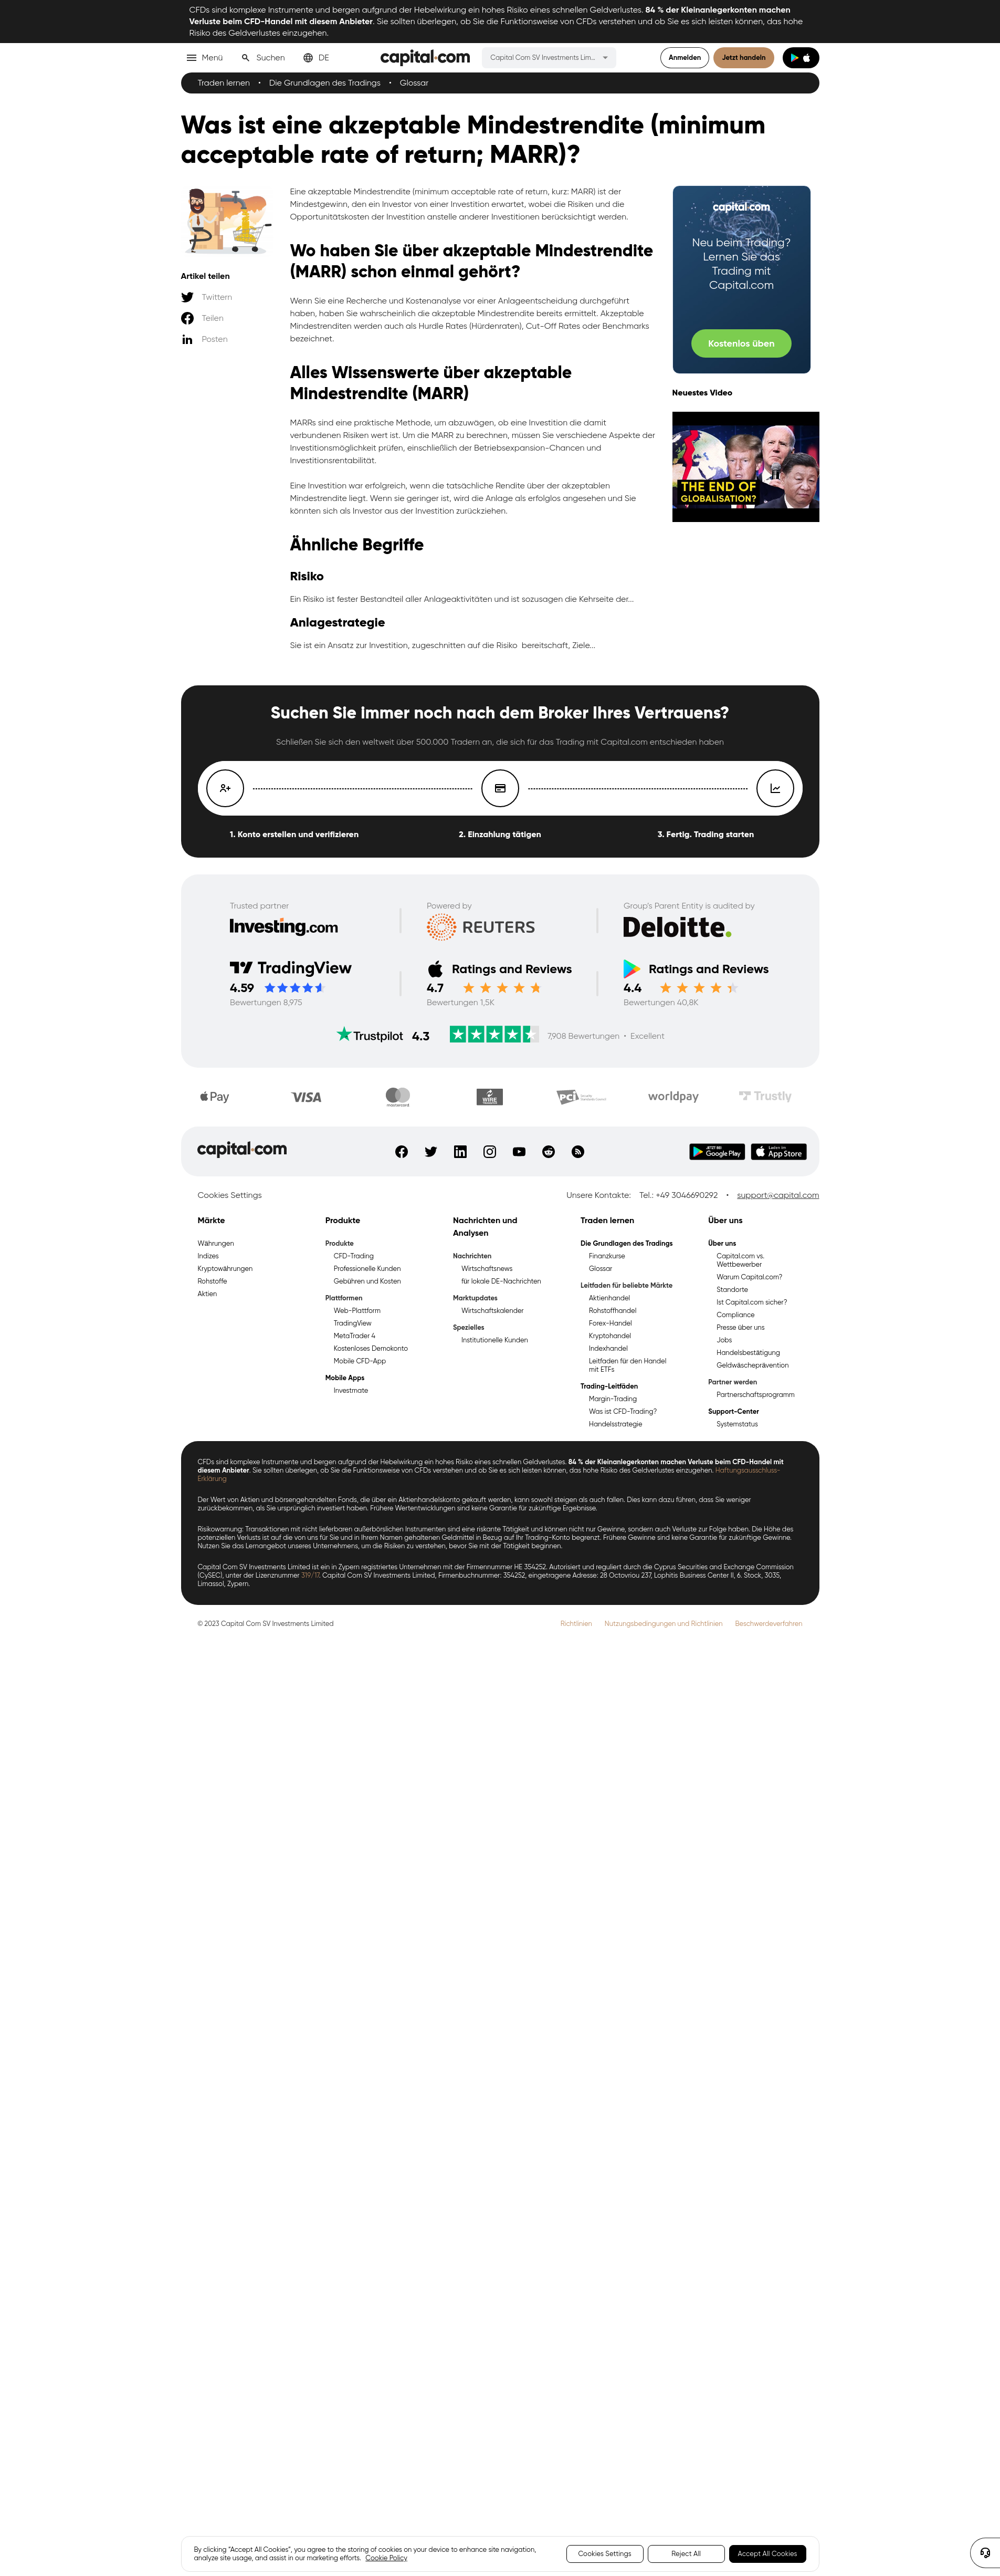 CFDs sind komplexe Instrumente und bergen aufgrund der Hebelwirkung ein hohes Risiko eines schnellen Geldverlustes. 84 % der Kleinanlegerkonten machen
Verluste beim CFD-Handel mit diesem Anbieter. Sie sollten überlegen, ob Sie die Funktionsweise von CFDs verstehen und ob Sie es sich leisten können, das hohe
Risiko des Geldverlustes einzugehen.
Menü Suchen DE capital.com Capital Com SV Investments Lim... Anmelden Jetzt handeln
Traden lernen • Die Grundlagen des Tradings • Glossar
Was ist eine akzeptable Mindestrendite (minimum
acceptable rate of return; MARR)?
Artikel teilen
Twittern
Teilen
Posten
Eine akzeptable Mindestrendite (minimum acceptable rate of return, kurz: MARR) ist der
Mindestgewinn, den ein Investor von einer Investition erwartet, wobei die Risiken und die
Opportunitätskosten der Investition anstelle anderer Investitionen berücksichtigt werden.
Wo haben Sie über akzeptable Mindestrendite
(MARR) schon einmal gehört?
Wenn Sie eine Recherche und Kostenanalyse vor einer Anlageentscheidung durchgeführt
haben, haben Sie wahrscheinlich die akzeptable Mindestrendite bereits ermittelt. Akzeptable
Mindestrenditen werden auch als Hurdle Rates (Hürdenraten), Cut-Off Rates oder Benchmarks
bezeichnet.
Alles Wissenswerte über akzeptable
Mindestrendite (MARR)
MARRs sind eine praktische Methode, um abzuwägen, ob eine Investition die damit
verbundenen Risiken wert ist. Um die MARR zu berechnen, müssen Sie verschiedene Aspekte der
Investitionsmöglichkeit prüfen, einschließlich der Betriebsexpansion-Chancen und
Investitionsrentabilität.
Eine Investition war erfolgreich, wenn die tatsächliche Rendite über der akzeptablen
Mindestrendite liegt. Wenn sie geringer ist, wird die Anlage als erfolglos angesehen und Sie
könnten sich als Investor aus der Investition zurückziehen.
Ähnliche Begriffe
Risiko
Ein Risiko ist fester Bestandteil aller Anlageaktivitäten und ist sozusagen die Kehrseite der...
Anlagestrategie
Sie ist ein Ansatz zur Investition, zugeschnitten auf die Risiko bereitschaft, Ziele...
capital.com
Neu beim Trading?
Lernen Sie das
Trading mit
Capital.com
Kostenlos üben
Neuestes Video
THE END OF
GLOBALISATION?
Suchen Sie immer noch nach dem Broker Ihres Vertrauens?
Schließen Sie sich den weltweit über 500.000 Tradern an, die sich für das Trading mit Capital.com entschieden haben
1. Konto erstellen und verifizieren 2. Einzahlung tätigen 3. Fertig. Trading starten
Trusted partner Powered by Group's Parent Entity is audited by
Investing.com REUTERS Deloitte.
TradingView Ratings and Reviews Ratings and Reviews
4.59 4.7 4.4
Bewertungen 8,975 Bewertungen 1,5K Bewertungen 40,8K
Trustpilot 4.3 7,908 Bewertungen • Excellent
Pay VISA mastercard WIRE PCI worldpay Trustly
capital.com JETZT BEI Google Play Laden im App Store
Cookies Settings Unsere Kontakte: Tel.: +49 3046690292 • support@capital.com
Märkte
Währungen
Indizes
Kryptowährungen
Rohstoffe
Aktien
Produkte
Produkte
CFD-Trading
Professionelle Kunden
Gebühren und Kosten
Plattformen
Web-Plattform
TradingView
MetaTrader 4
Kostenloses Demokonto
Mobile CFD-App
Mobile Apps
Investmate
Nachrichten und
Analysen
Nachrichten
Wirtschaftsnews
für lokale DE-Nachrichten
Marktupdates
Wirtschaftskalender
Spezielles
Institutionelle Kunden
Traden lernen
Die Grundlagen des Tradings
Finanzkurse
Glossar
Leitfaden für beliebte Märkte
Aktienhandel
Rohstoffhandel
Forex-Handel
Kryptohandel
Indexhandel
Leitfaden für den Handel
mit ETFs
Trading-Leitfäden
Margin-Trading
Was ist CFD-Trading?
Handelsstrategie
Über uns
Über uns
Capital.com vs.
Wettbewerber
Warum Capital.com?
Standorte
Ist Capital.com sicher?
Compliance
Presse über uns
Jobs
Handelsbestätigung
Geldwäscheprävention
Partner werden
Partnerschaftsprogramm
Support-Center
Systemstatus
CFDs sind komplexe Instrumente und bergen aufgrund der Hebelwirkung ein hohes Risiko eines schnellen Geldverlustes. 84 % der Kleinanlegerkonten machen Verluste beim CFD-Handel mit
diesem Anbieter. Sie sollten überlegen, ob Sie die Funktionsweise von CFDs verstehen und ob Sie es sich leisten können, das hohe Risiko des Geldverlustes einzugehen. Haftungsausschluss-
Erklärung
Der Wert von Aktien und börsengehandelten Fonds, die über ein Aktienhandelskonto gekauft werden, kann sowohl steigen als auch fallen. Dies kann dazu führen, dass Sie weniger
zurückbekommen, als Sie ursprünglich investiert haben. Frühere Wertentwicklungen sind keine Garantie für zukünftige Ergebnisse.
Risikowarnung: Transaktionen mit nicht lieferbaren außerbörslichen Instrumenten sind eine riskante Tätigkeit und können nicht nur Gewinne, sondern auch Verluste zur Folge haben. Die Höhe des
potenziellen Verlusts ist auf die von uns für Sie und in Ihrem Namen gehaltenen Geldmittel in Bezug auf Ihr Trading-Konto begrenzt. Frühere Gewinne sind keine Garantie für zukünftige Gewinne.
Nutzen Sie das Lernangebot unseres Unternehmens, um die Risiken zu verstehen, bevor Sie mit der Tätigkeit beginnen.
Capital Com SV Investments Limited ist ein in Zypern registriertes Unternehmen mit der Firmennummer HE 354252. Autorisiert und reguliert durch die Cyprus Securities and Exchange Commission
(CySEC), unter der Lizenznummer 319/17. Capital Com SV Investments Limited, Firmenbuchnummer: 354252, eingetragene Adresse: 28 Octovriou 237, Lophitis Business Center II, 6. Stock, 3035,
Limassol, Zypern.
© 2023 Capital Com SV Investments Limited Richtlinien Nutzungsbedingungen und Richtlinien Beschwerdeverfahren
By clicking "Accept All Cookies", you agree to the storing of cookies on your device to enhance site navigation,
analyze site usage, and assist in our marketing efforts. Cookie Policy
Cookies Settings Reject All Accept All Cookies